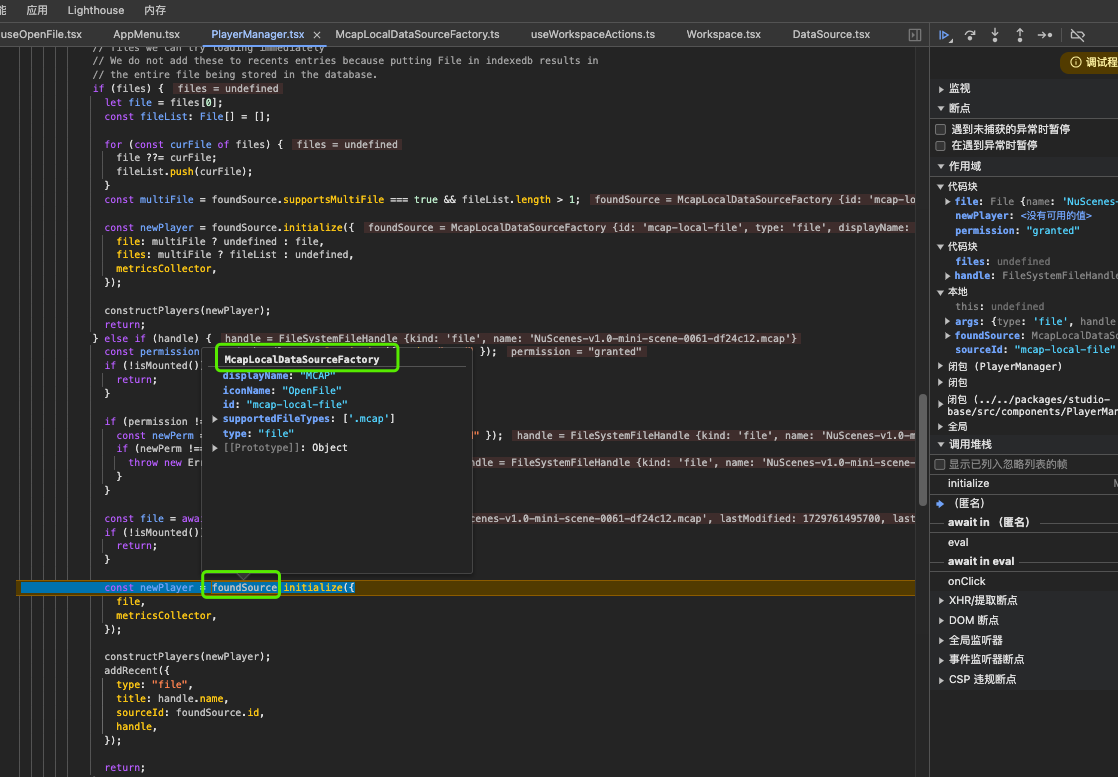 能 应用 Lighthouse 内存
useOpenFile.tsx AppMenu.tsx PlayerManager.tsx × McapLocalDataSourceFactory.ts useWorkspaceActions.ts Workspace.tsx DataSource.tsx
// files we can try loading immediately
// We do not add these to recents entries because putting File in indexedb results in
// the entire file being stored in the database.
if (files) { files = undefined
let file = files[0];
const fileList: File[] = [];
for (const curFile of files) { files = undefined
file ??= curFile;
fileList.push(curFile);
}
const multiFile = foundSource.supportsMultiFile === true && fileList.length > 1; foundSource = McapLocalDataSourceFactory {id: 'mcap-lo
const newPlayer = foundSource.initialize({ foundSource = McapLocalDataSourceFactory {id: 'mcap-local-file', type: 'file', displayName:
file: multiFile ? undefined : file,
files: multiFile ? fileList : undefined,
metricsCollector,
});
constructPlayers(newPlayer);
return;
} else if (handle) { handle = FileSystemFileHandle {kind: 'file', name: 'NuScenes-v1.0-mini-scene-0061-df24c12.mcap'}
const permission }); permission = "granted"
if (!isMounted()
return;
}
if (permission !=
const newPerm = d" }); handle = FileSystemFileHandle {kind: 'file', name: 'NuScenes-v1.0-m
if (newPerm !==
throw new Err ndle = FileSystemFileHandle {kind: 'file', name: 'NuScenes-v1.0-mini-scene-
}
}
const file = awa cenes-v1.0-mini-scene-0061-df24c12.mcap', lastModified: 1729761495700, last
if (!isMounted()
return;
}
McapLocalDataSourceFactory
displayName: "MCAP"
iconName: "OpenFile"
id: "mcap-local-file"
supportedFileTypes: ['.mcap']
type: "file"
[[Prototype]]: Object
const newPlayer = foundSource.initialize({
file,
metricsCollector,
});
constructPlayers(newPlayer);
addRecent({
type: "file",
title: handle.name,
sourceId: foundSource.id,
handle,
});
return;
调试程
监视
断点
遇到未捕获的异常时暂停
在遇到异常时暂停
作用域
代码块
file: File {name: 'NuScenes-
newPlayer: <没有可用的值>
permission: "granted"
代码块
files: undefined
handle: FileSystemFileHandle
本地
this: undefined
args: {type: 'file', handle
foundSource: McapLocalDataSou
sourceId: "mcap-local-file"
闭包 (PlayerManager)
闭包
闭包 (../../packages/studio-
base/src/components/PlayerMan
全局
调用堆栈
显示已列入忽略列表的帧
initialize
（匿名）
await in （匿名）
eval
await in eval
onClick
XHR/提取断点
DOM 断点
全局监听器
事件监听器断点
CSP 违规断点